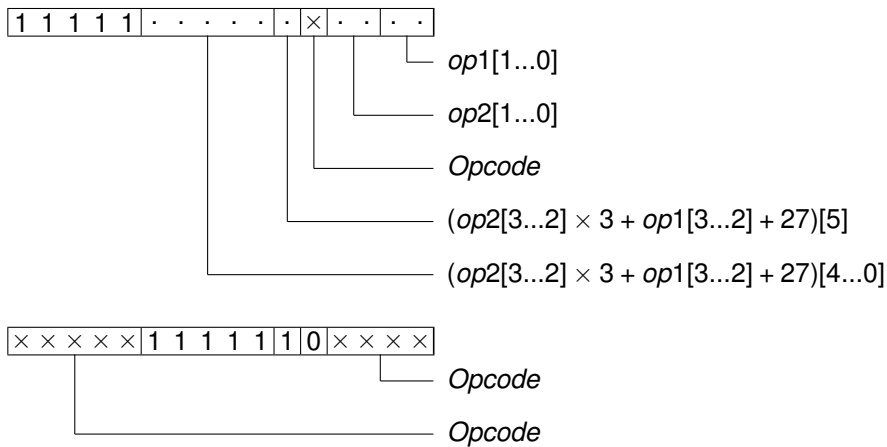 1 1 1 1 1 · · · · · · × · · · ·
op1[1...0]
op2[1...0]
Opcode
(op2[3...2] × 3 + op1[3...2] + 27)[5]
(op2[3...2] × 3 + op1[3...2] + 27)[4...0]
× × × × × 1 1 1 1 1 1 0 × × × ×
Opcode
Opcode